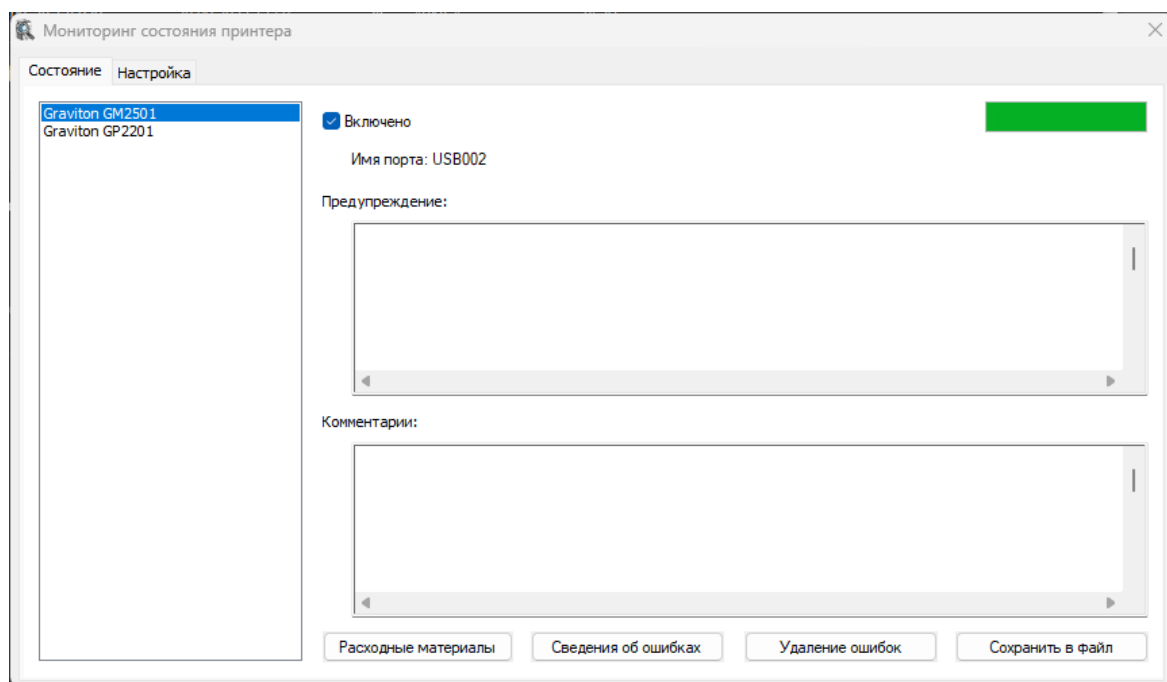 Мониторинг состояния принтера
Состояние Настройка
Graviton GM2501
Graviton GP2201
Включено
Имя порта: USB002
Предупреждение:
Комментарии:
Расходные материалы Сведения об ошибках Удаление ошибок Сохранить в файл